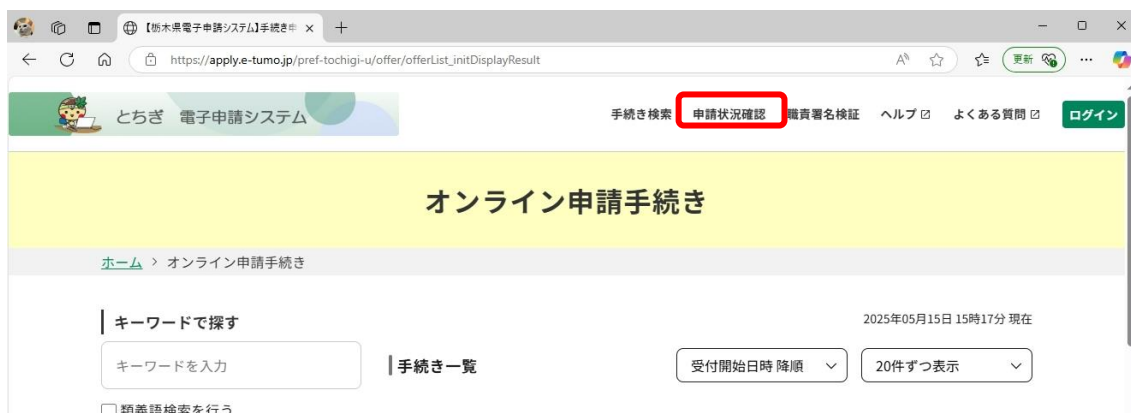 【栃木県電子申請システム】手続き申
https://apply.e-tumo.jp/pref-tochigi-u/offer/offerList_initDisplayResult
更新
とちぎ 電子申請システム
手続き検索 申請状況確認 職責署名検証 ヘルプ よくある質問 ログイン
オンライン申請手続き
ホーム > オンライン申請手続き
キーワードで探す
2025年05月15日 15時17分 現在
キーワードを入力
手続き一覧
受付開始日時 降順
20件ずつ表示
類義語検索を行う